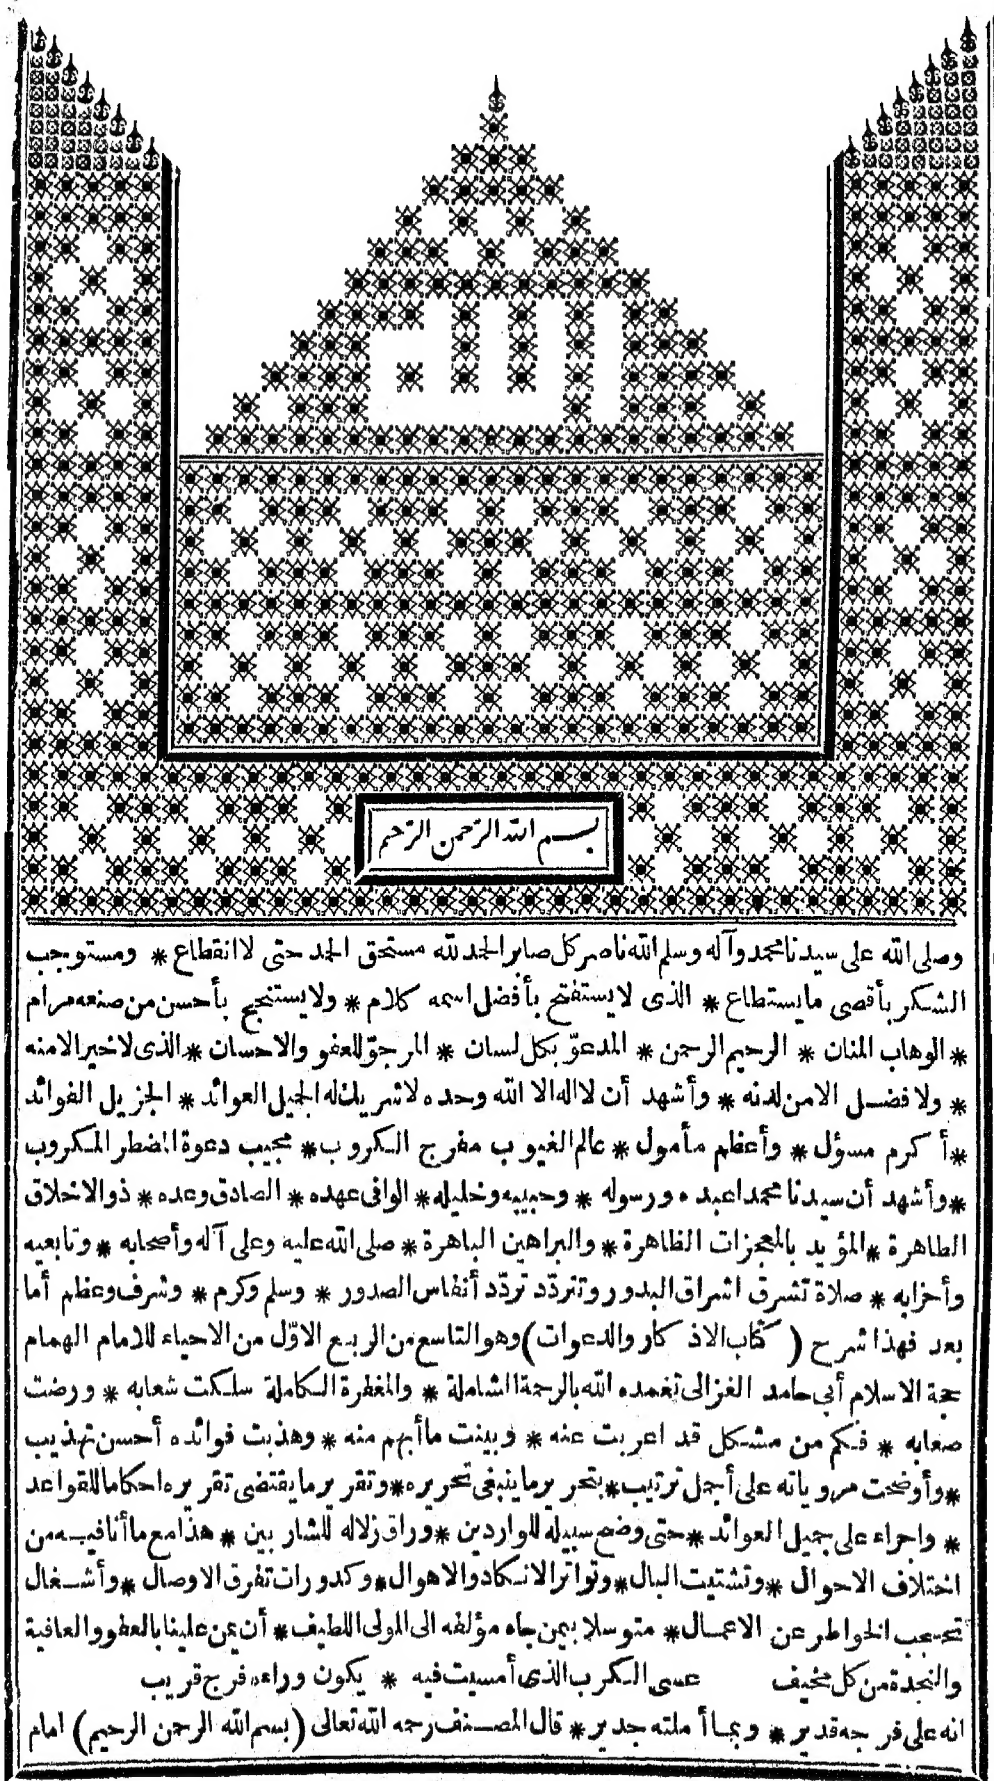 بسم الله الرحمن الرحيم
وصلى الله على سيدنا محمد وآله وسلم الله ناصر كل صابر الحمد لله مستحق الحمد حتى لا انقطاع * ومستوجب
الشكر بأقصى ما يستطاع * الذى لا يستفتح بأفضل اسمه كلام * ولا يستنجح بأحسن من صنعه مرام
* الوهاب المنان * الرحيم الرحمن * المدعوّ بكل لسان * المرجوّ للعفو والاحسان * الذى لا خير الا منه
* ولا فضل الا من لدنه * وأشهد أن لا اله الا الله وحده لا شريك له الجميل العوائد * الجزيل الفوائد
* أكرم مسؤل * وأعظم مأمول * عالم الغيوب مفرج الكروب * مجيب دعوة المضطر المكروب
* وأشهد أن سيدنا محمدا عبده ورسوله * وحبيبه وخليله * الوافى عهده * الصادق وعده * ذو الاخلاق
الطاهرة * المؤيد بالمعجزات الظاهرة * والبراهين الباهرة * صلى الله عليه وعلى آله وأصحابه * وتابعيه
وأحزابه * صلاة تشرق اشراق البدور وتتردّد تردّد أنفاس الصدور * وسلم وكرم * وشرف وعظم أما
بعد فهذا شرح (كتاب الاذكار والدعوات) وهو التاسع من الربع الاوّل من الاحياء للامام الهمام
حجة الاسلام أبى حامد الغزالى تغمده الله بالرحمة الشاملة * والمغفرة الكاملة سلكت شعابه * ورضت
صعابه * فكم من مشكل قد اعربت عنه * وبينت ما أبهم منه * وهذبت فوائده أحسن تهذيب
* وأوضحت مروياته على أجمل ترتيب * بتحرير ما ينبغى تحريره * وتقرير ما يقتضى تقريره احكاما للقواعد
* واجراء على جميل العوائد * حتى وضح سبيله للواردين * وراق زلاله للشاربين * هذا مع ما أنا فيه من
اختلاف الاحوال * وتشتيت البال * وتواتر الانكاد والاهوال * وكدورات تفرق الاوصال * وأشغال
تحجب الخواطر عن الاعمال * متوسلا بيمن جاه مؤلفه الى المولى اللطيف * أن يمن علينا بالعفو والعافية
والنجدة من كل مخيف عسى الكرب الذى أمسيت فيه * يكون وراءه فرج قريب
انه على فرجه قدير * وبما أملته جدير * قال المصنف رحمه الله تعالى (بسم الله الرحمن الرحيم) امام